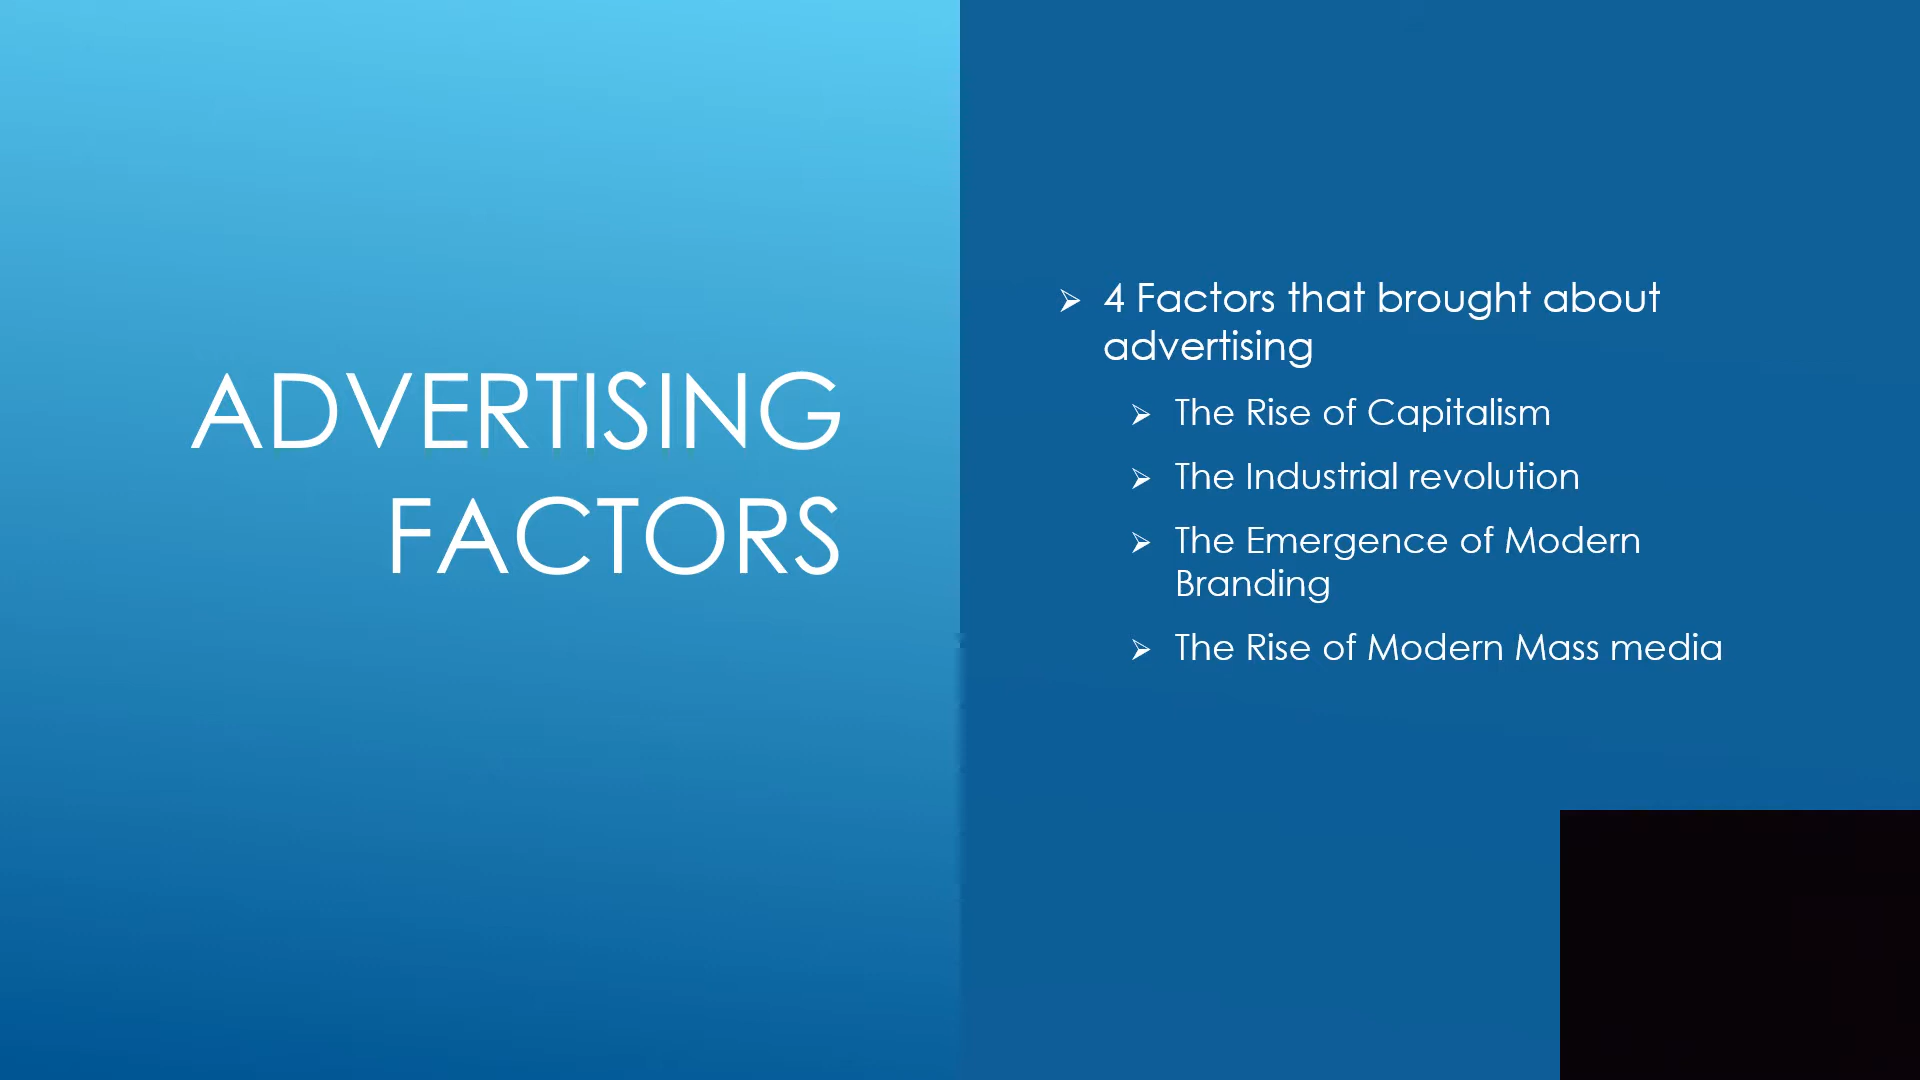 ADVERTISING
FACTORS
4 Factors that brought about
advertising
The Rise of Capitalism
The Industrial revolution
The Emergence of Modern
Branding
The Rise of Modern Mass media